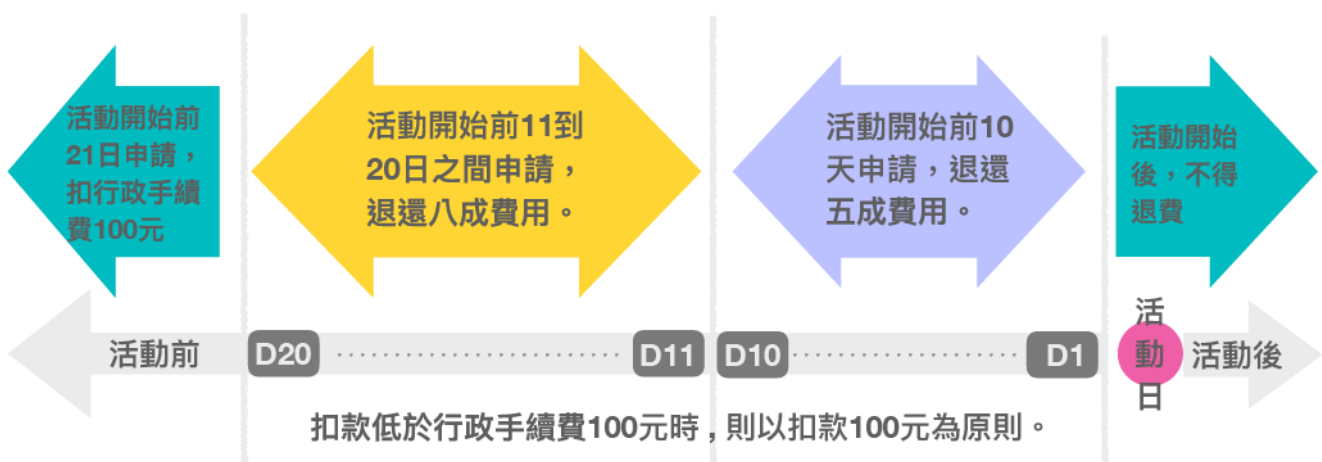 活動開始前
21日申請，
扣行政手續
費100元
活動開始前11到
20日之間申請，
退還八成費用。
活動開始前10
天申請，退還
五成費用。
活動開始
後，不得
退費
活動前
D20
D11
D10
D1
活動日
活動後
扣款低於行政手續費100元時，則以扣款100元為原則。